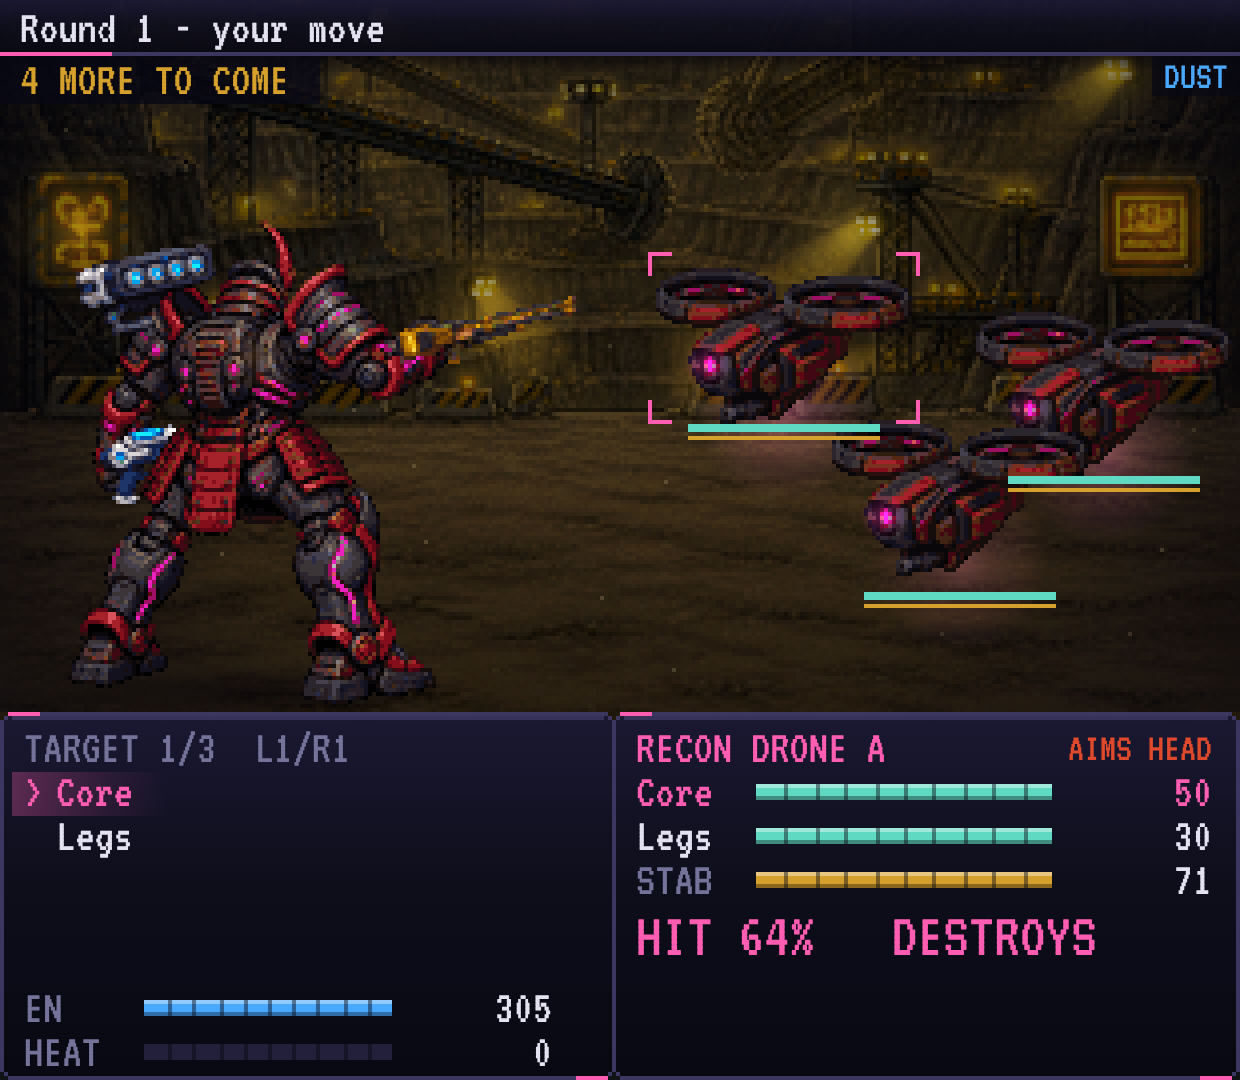 Round 1 - your move
4 MORE TO COME
DUST
TARGET 1/3 L1/R1
> Core
Legs
EN 305
HEAT 0
RECON DRONE A AIMS HEAD
Core 50
Legs 30
STAB 71
HIT 64% DESTROYS